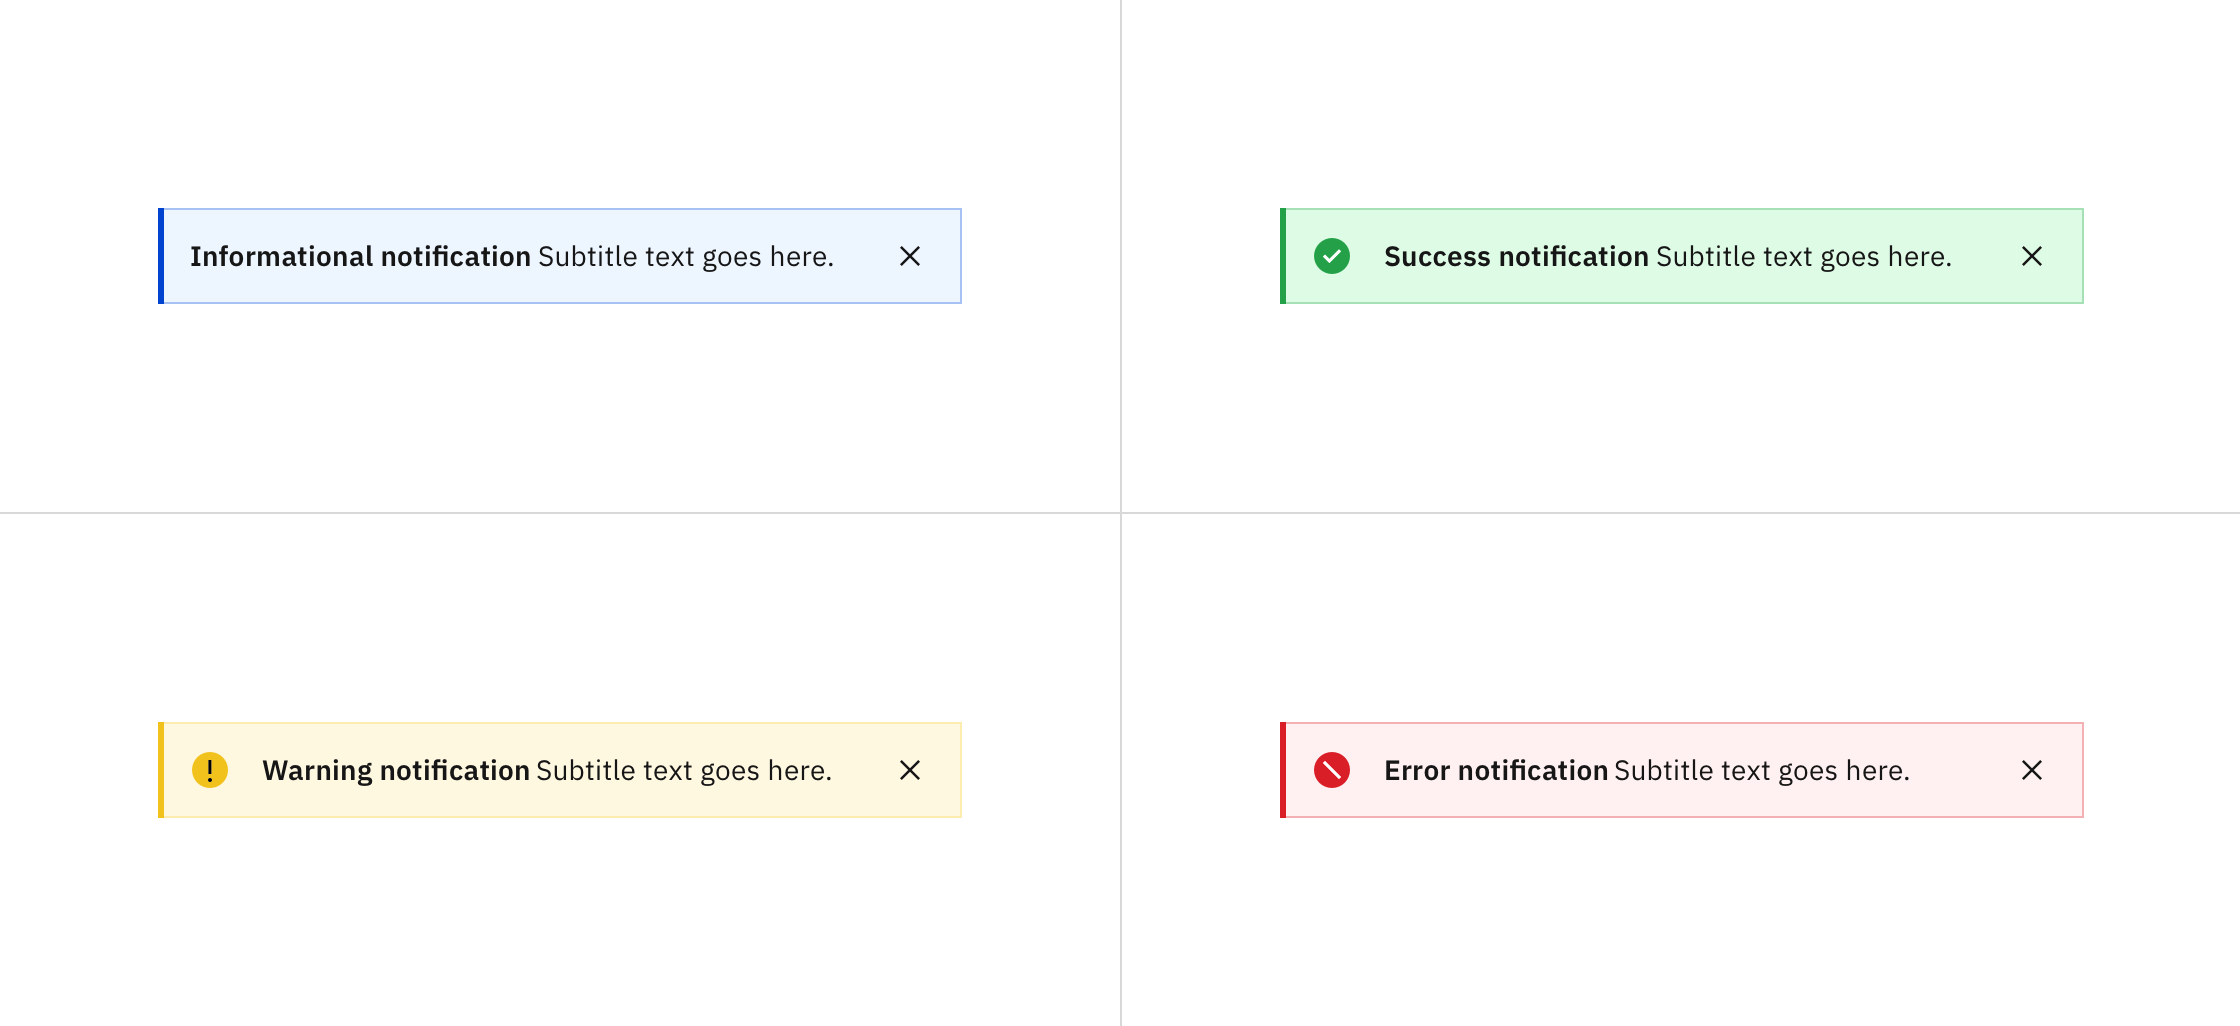 Informational notification Subtitle text goes here.
Success notification Subtitle text goes here.
Warning notification Subtitle text goes here.
Error notification Subtitle text goes here.